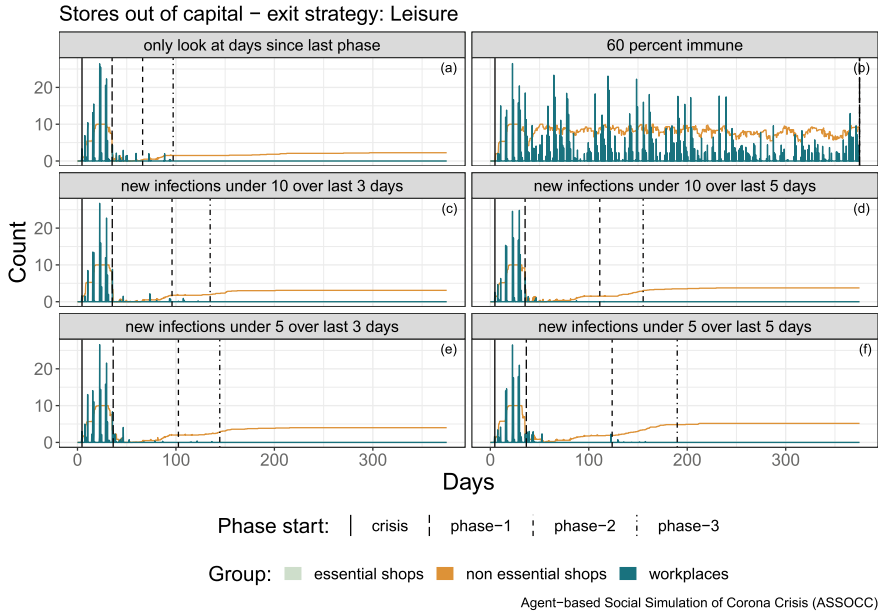 Stores out of capital − exit strategy: Leisure
only look at days since last phase
60 percent immune
(a)
(b)
20
10
0
new infections under 10 over last 3 days
new infections under 10 over last 5 days
(c)
(d)
20
10
0
Count
new infections under 5 over last 3 days
new infections under 5 over last 5 days
(e)
(f)
20
10
0
0 100 200 300 0 100 200 300
Days
Phase start: crisis phase−1 phase−2 phase−3
Group: essential shops non essential shops workplaces
Agent−based Social Simulation of Corona Crisis (ASSOCC)